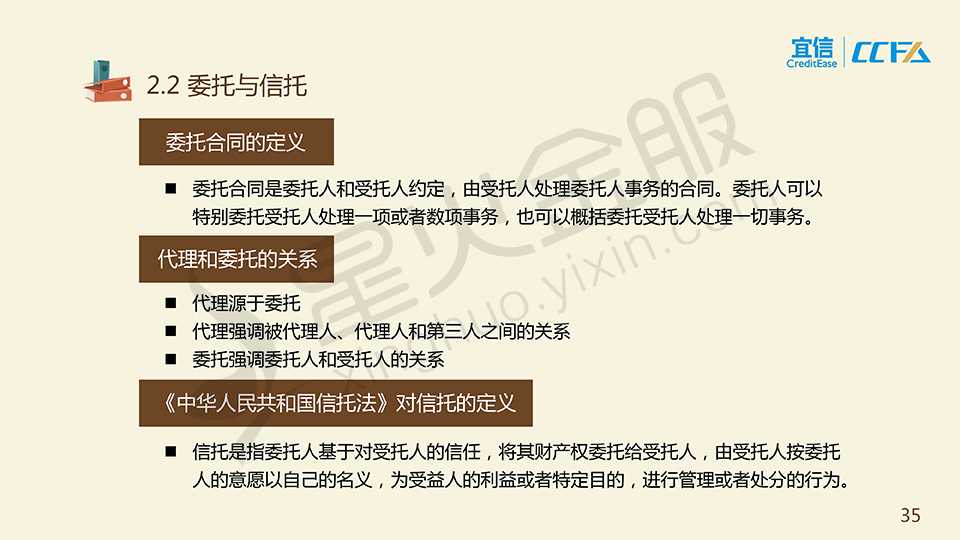 宜信
CreditEase
CCFA
2.2 委托与信托
委托合同的定义
■ 委托合同是委托人和受托人约定，由受托人处理委托人事务的合同。委托人可以
特别委托受托人处理一项或者数项事务，也可以概括委托受托人处理一切事务。
代理和委托的关系
■ 代理源于委托
■ 代理强调被代理人、代理人和第三人之间的关系
■ 委托强调委托人和受托人的关系
《中华人民共和国信托法》对信托的定义
■ 信托是指委托人基于对受托人的信任，将其财产权委托给受托人，由受托人按委托
人的意愿以自己的名义，为受益人的利益或者特定目的，进行管理或者处分的行为。
星火金服
xinghuo.yixin.com
35